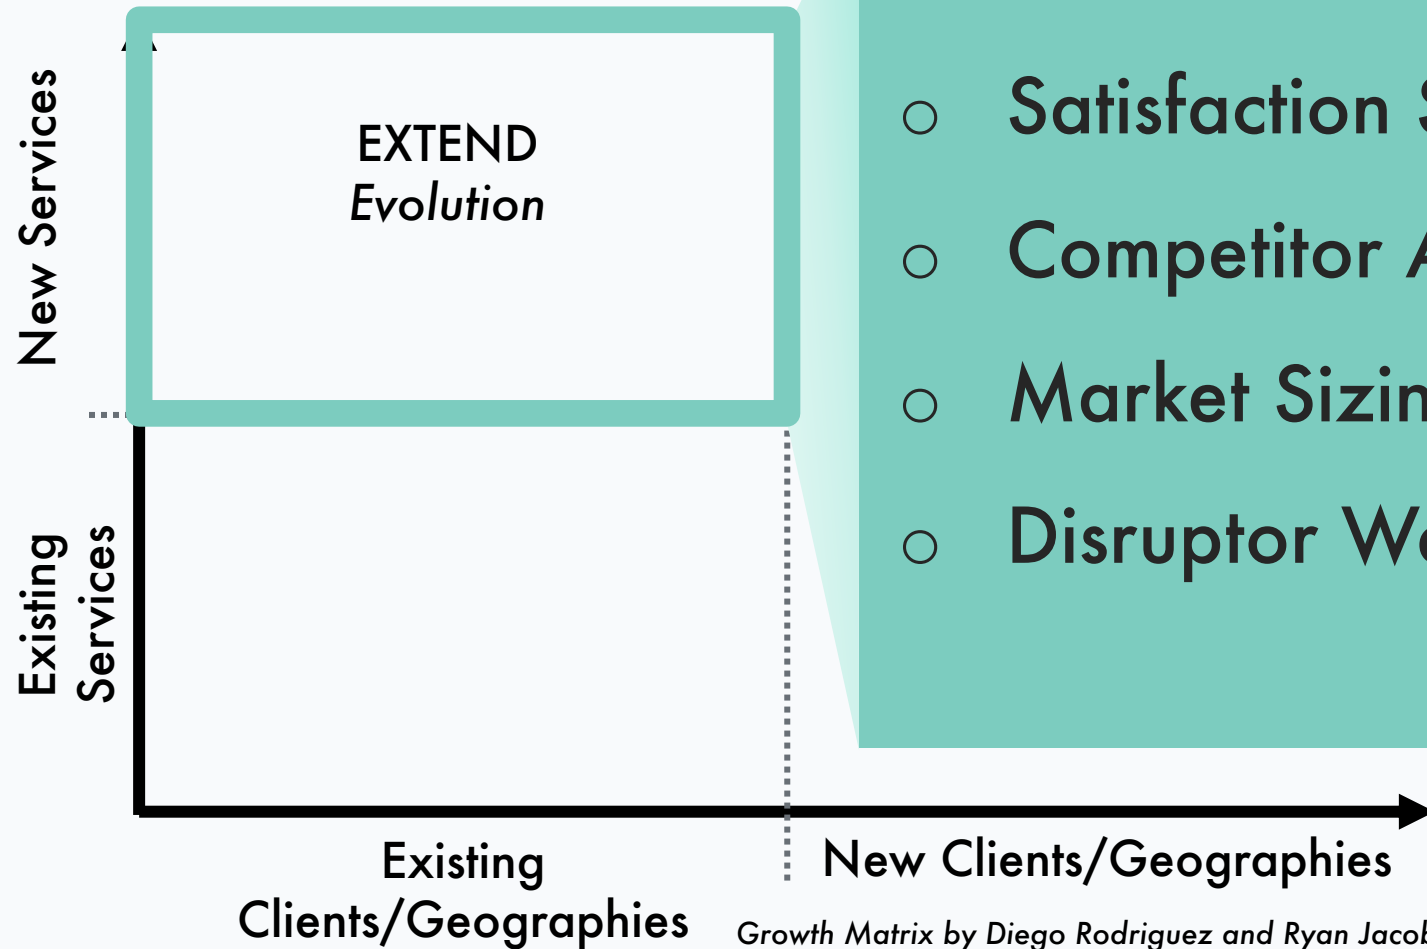 New Services
EXTEND
Evolution
Satisfaction
Competitor
Market
Disruptor
Existing
Services
Existing
Clients/Geographies
New Clients/Geographies
Growth Matrix by Diego Rodriguez and Ryan